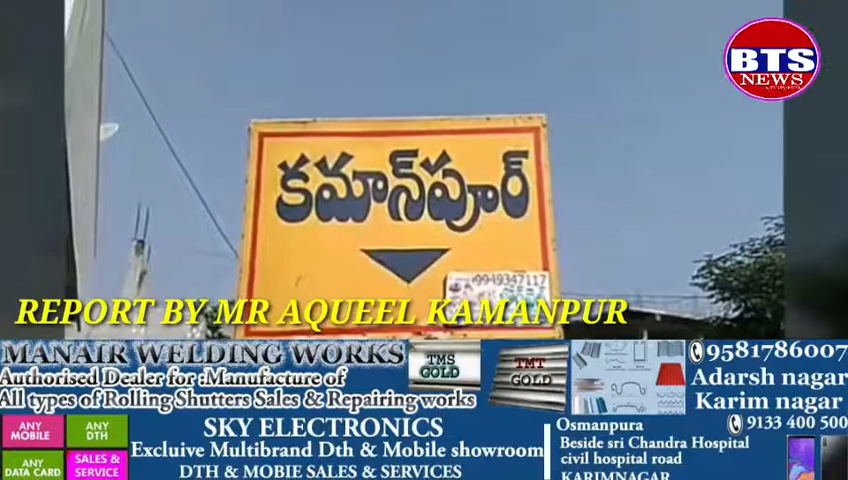 BTS
NEWS
కమాన్‌పూర్
9949347117
REPORT BY MR AQUEEL KAMANPUR
MANAIR WELDING WORKS
Authorised Dealer for :Manufacture of
All types of Rolling Shutters Sales & Repairing works
TMS
GOLD
TMT
GOLD
9581786007
Adarsh nagar
Karim nagar
9133 400 500
ANY
MOBILE
ANY
DTH
ANY
DATA CARD
SALES &
SERVICE
SKY ELECTRONICS
Excluive Multibrand Dth & Mobile showroom
DTH & MOBIE SALES & SERVICES
Osmanpura
Beside sri Chandra Hospital
civil hospital road
KARIMNAGAR